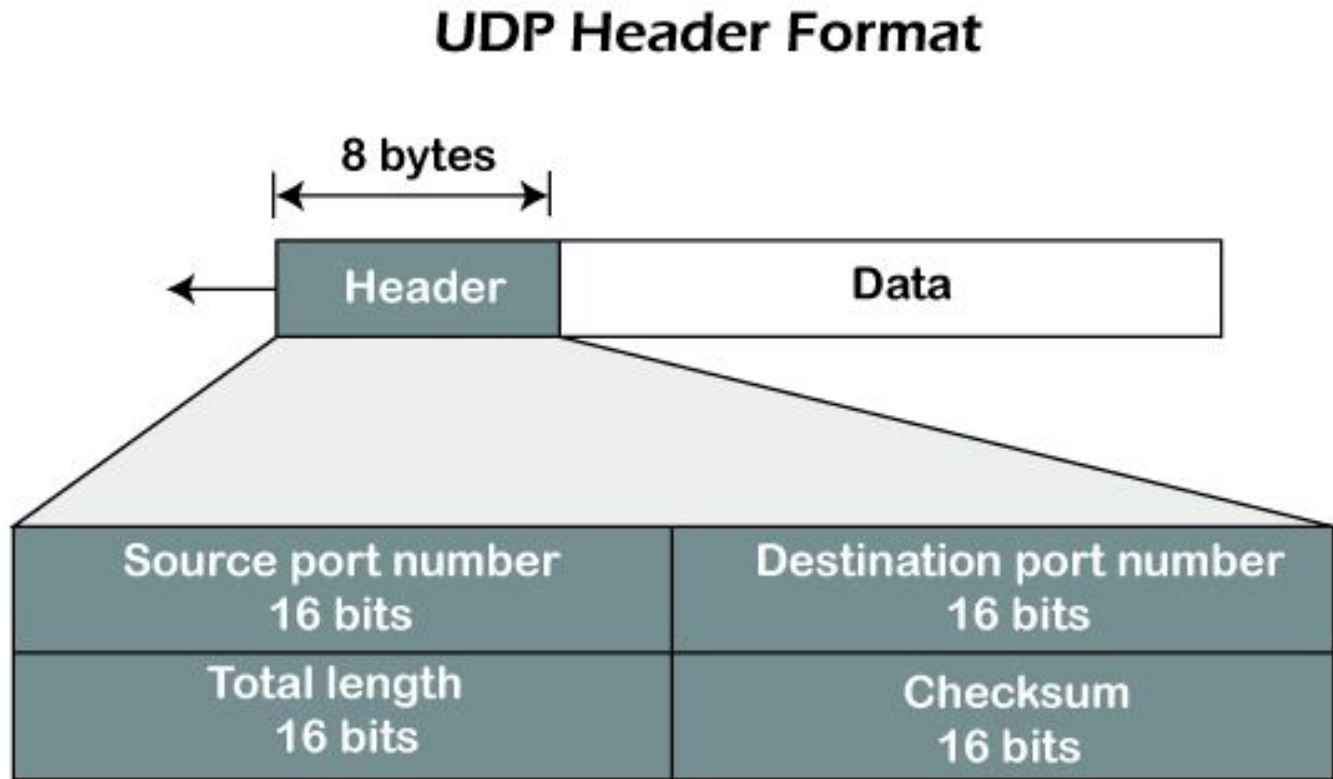 UDP Header Format
8 bytes
Header
Data
Source port number
16 bits
Destination port number
16 bits
Total length
16 bits
Checksum
16 bits